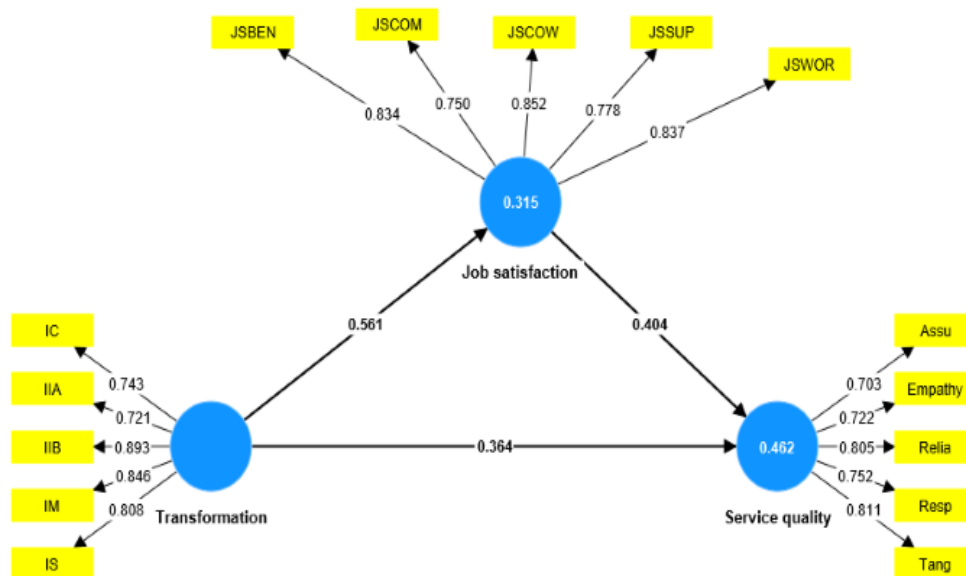 JSBEN
JSCOM
JSCOW
JSSUP
JSWOR
0.834
0.750
0.852
0.778
0.837
0.315
Job satisfaction
0.561
0.404
IC
IIA
IIB
IM
IS
0.743
0.721
0.893
0.846
0.808
Transformation
0.364
0.462
Service quality
0.703
0.722
0.805
0.752
0.811
Assu
Empathy
Relia
Resp
Tang